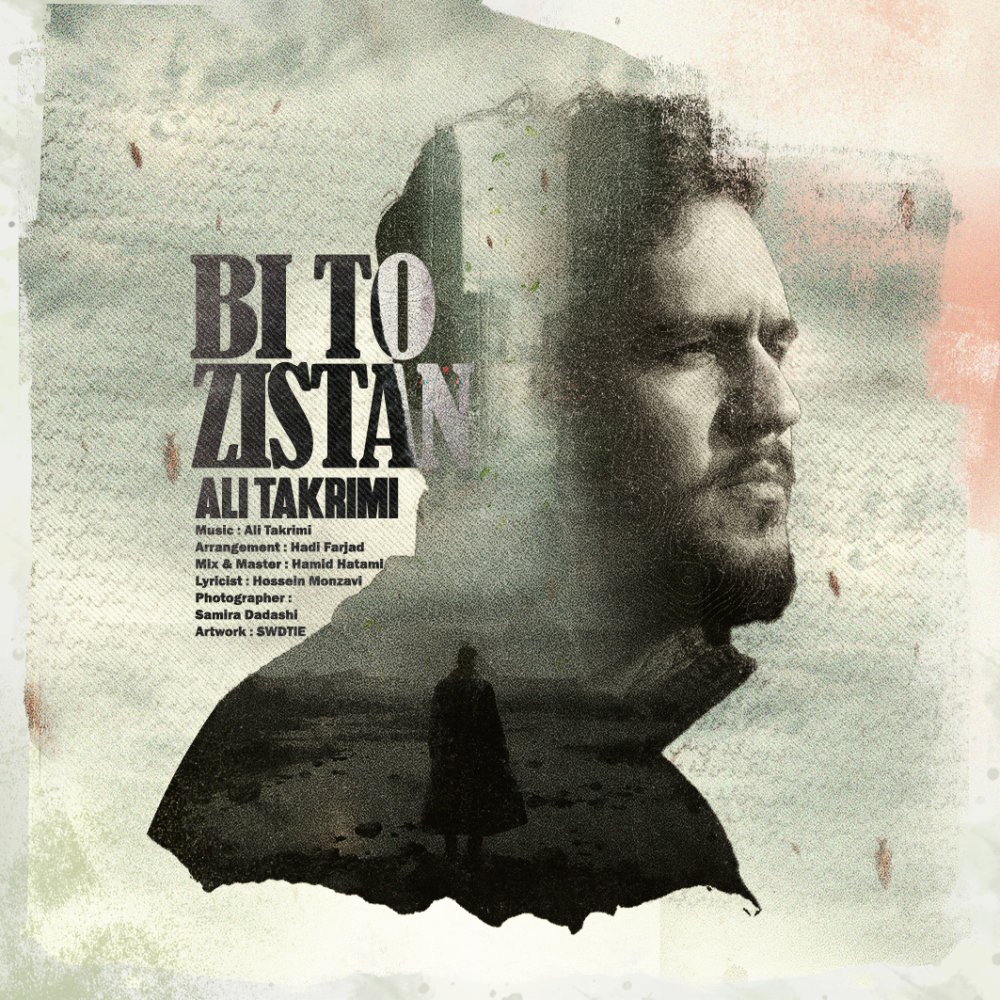 BI TO
ZISTAN
ALI TAKRIMI
Music : Ali Takrimi
Arrangement : Hadi Farjad
Mix & Master : Hamid Hatami
Lyricist : Hossein Monzavi
Photographer :
Samira Dadashi
Artwork : SWDTIE